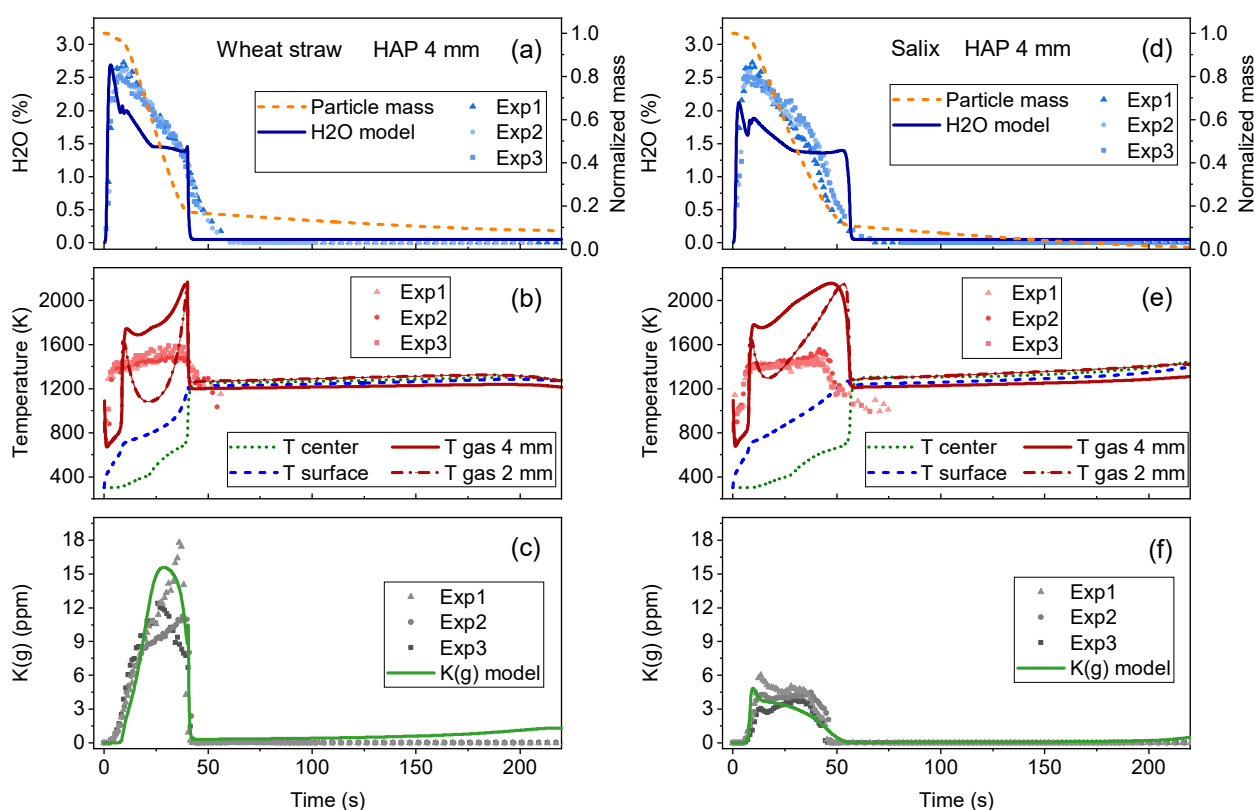 Wheat straw HAP 4 mm (a)
Particle mass
H2O model
Exp1
Exp2
Exp3
H2O (%)
3.0
2.5
2.0
1.5
1.0
0.5
0.0
Normalized mass
1.0
0.8
0.6
0.4
0.2
0.0
Salix HAP 4 mm (d)
Particle mass
H2O model
Exp1
Exp2
Exp3
H2O (%)
3.0
2.5
2.0
1.5
1.0
0.5
0.0
Normalized mass
1.0
0.8
0.6
0.4
0.2
0.0
(b)
Exp1
Exp2
Exp3
T center
T surface
T gas 4 mm
T gas 2 mm
Temperature (K)
2000
1600
1200
800
400
(e)
Exp1
Exp2
Exp3
T center
T surface
T gas 4 mm
T gas 2 mm
Temperature (K)
2000
1600
1200
800
400
(c)
Exp1
Exp2
Exp3
K(g) model
K(g) (ppm)
18
15
12
9
6
3
0
0 50 100 150 200
Time (s)
(f)
Exp1
Exp2
Exp3
K(g) model
K(g) (ppm)
18
15
12
9
6
3
0
0 50 100 150 200
Time (s)